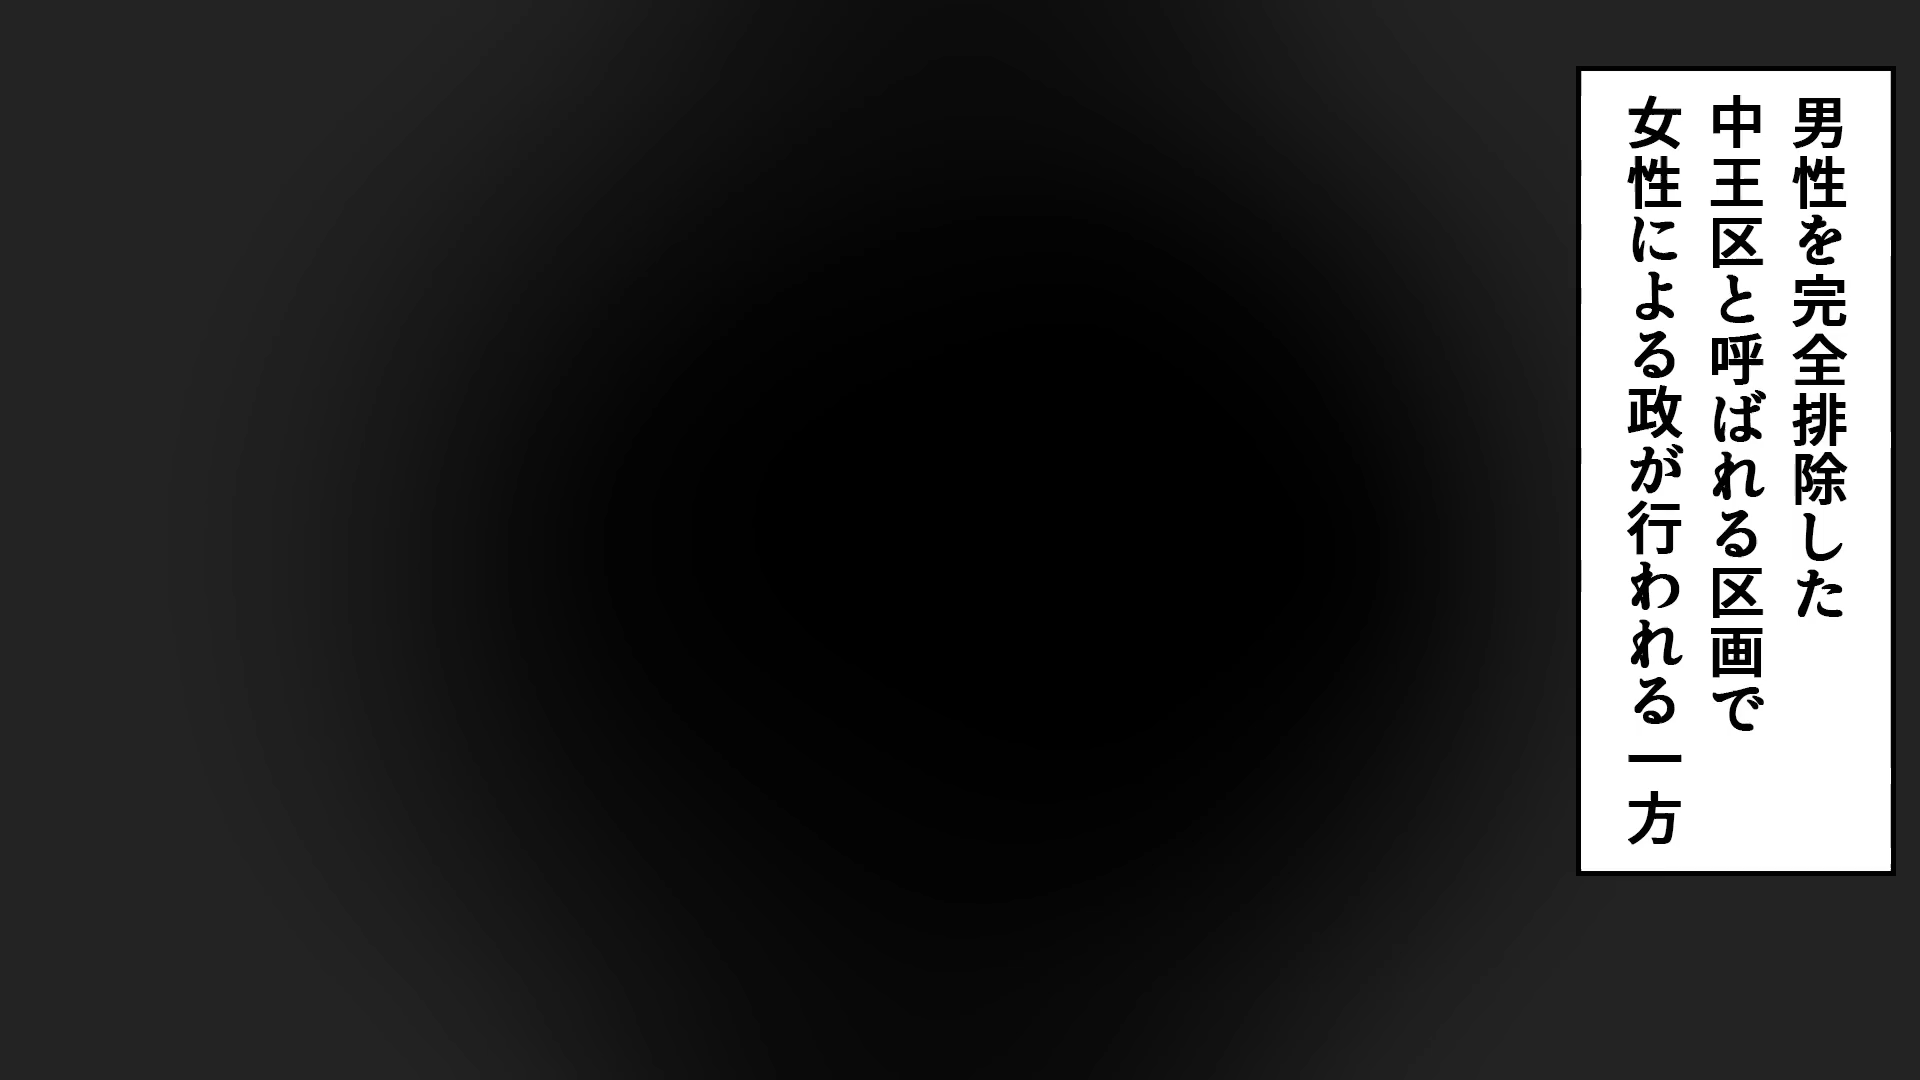 男性を完全排除した
中王区と呼ばれる区画で
女性による政が行われる一方